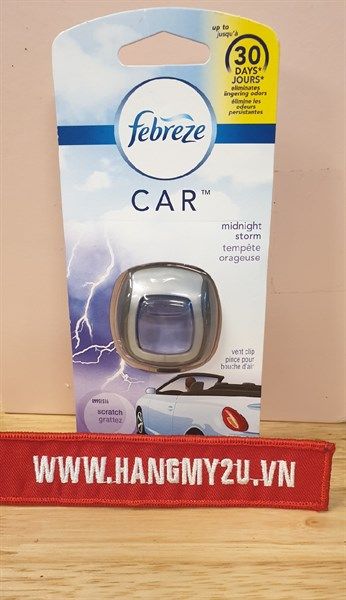 up to
jusqu'à
30
DAYS*
JOURS*
eliminates
lingering odors
élimine les
odeurs
persistantes
febreze
CAR™
midnight
storm
tempête
orageuse
vent clip
pince pour
bouche d'air
scratch
grattez
WWW.HANGMY2U.VN